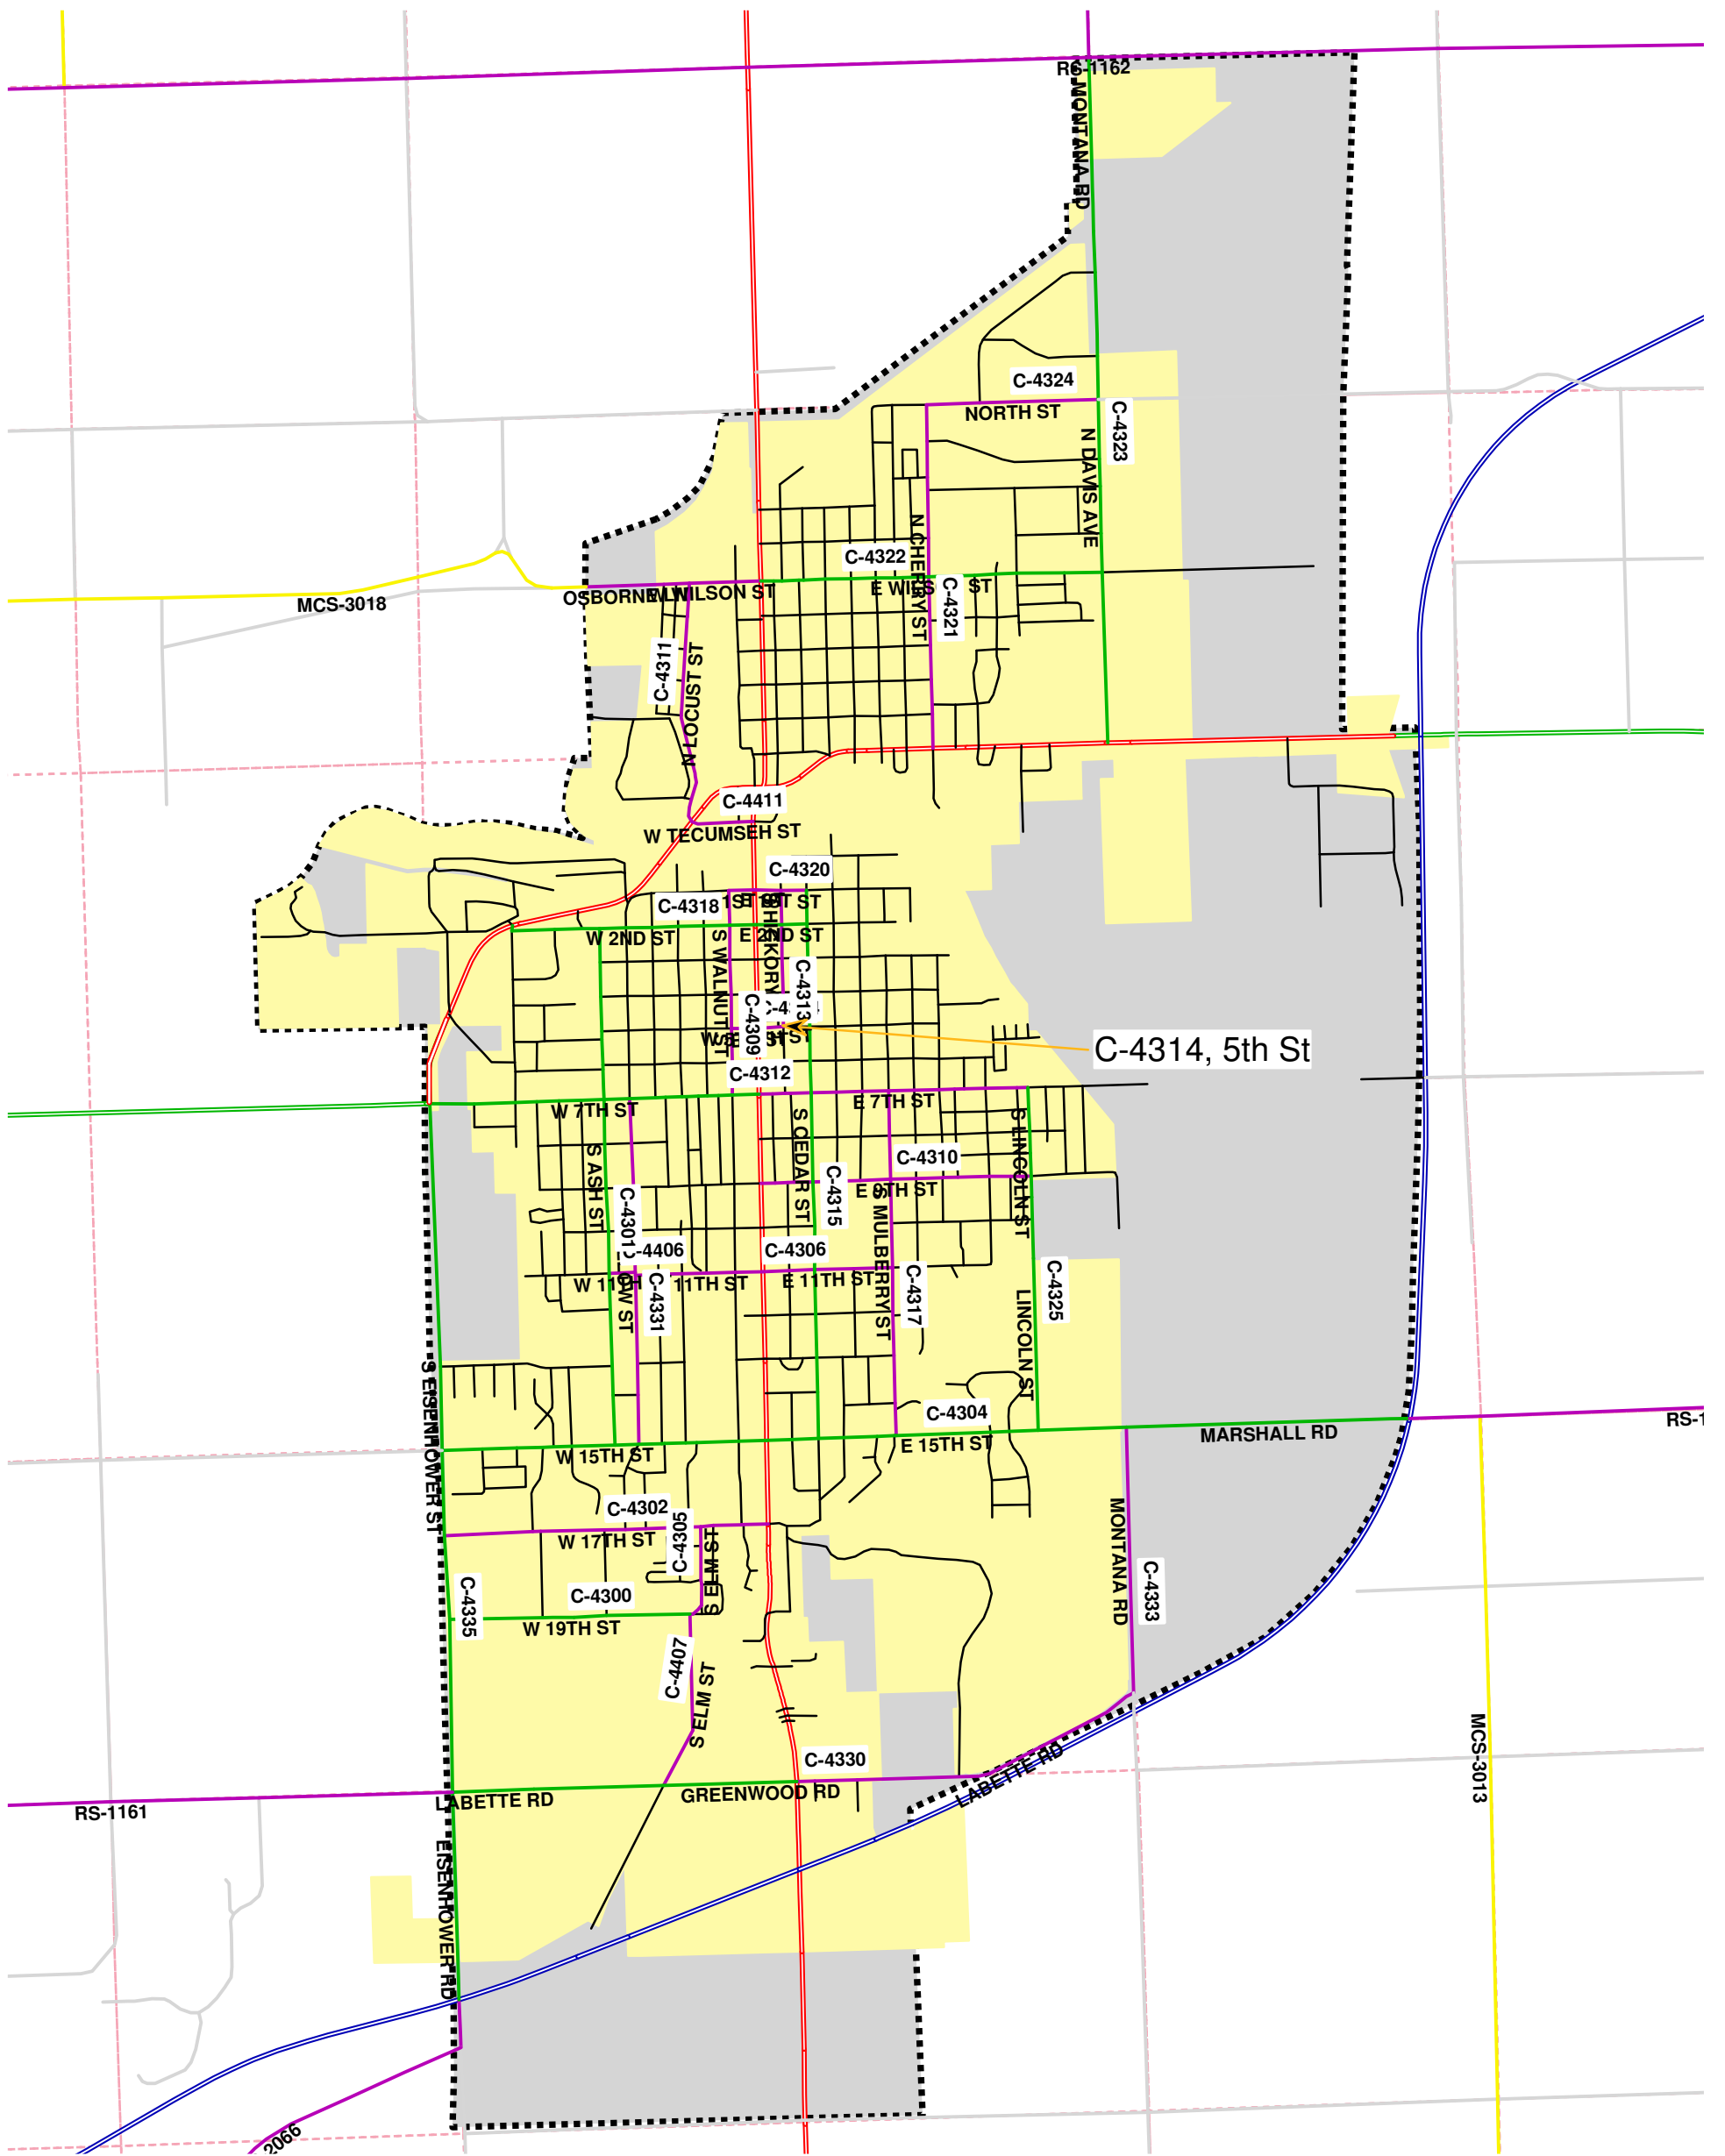 RS-1162
MONTANA RD
C-4324
NORTH ST
C-4323
N DAVIS AVE
N CHERRY ST
C-4322
MCS-3018
OSBORNE
W WILSON ST
ST
C-4321
C-4311
N LOCUST ST
C-4411
W TECUMSEH ST
C-4320
C-4318
1ST
ST
W 2ND ST
E 2ND ST
S WALNUT ST
HICKORY
C-4313
C-4309
C-4314, 5th St
C-4312
W 7TH ST
E 7TH ST
S ASH ST
S CEDAR ST
S LINCOLN ST
C-4310
E 9TH ST
C-4301
C-4315
S MULBERRY ST
-4406
C-4306
W 11TH
11TH ST
E 11TH ST
C-4331
C-4317
C-4325
LINCOLN ST
S EISENHOWER ST
C-4304
RS-1
MARSHALL RD
W 15TH ST
E 15TH ST
C-4302
C-4305
W 17TH ST
S ELM ST
MONTANA RD
C-4333
C-4300
C-4335
W 19TH ST
C-4407
S ELM ST
MCS-3013
C-4330
LABETTE RD
RS-1161
LABETTE RD
GREENWOOD RD
EISENHOWER RD
2066